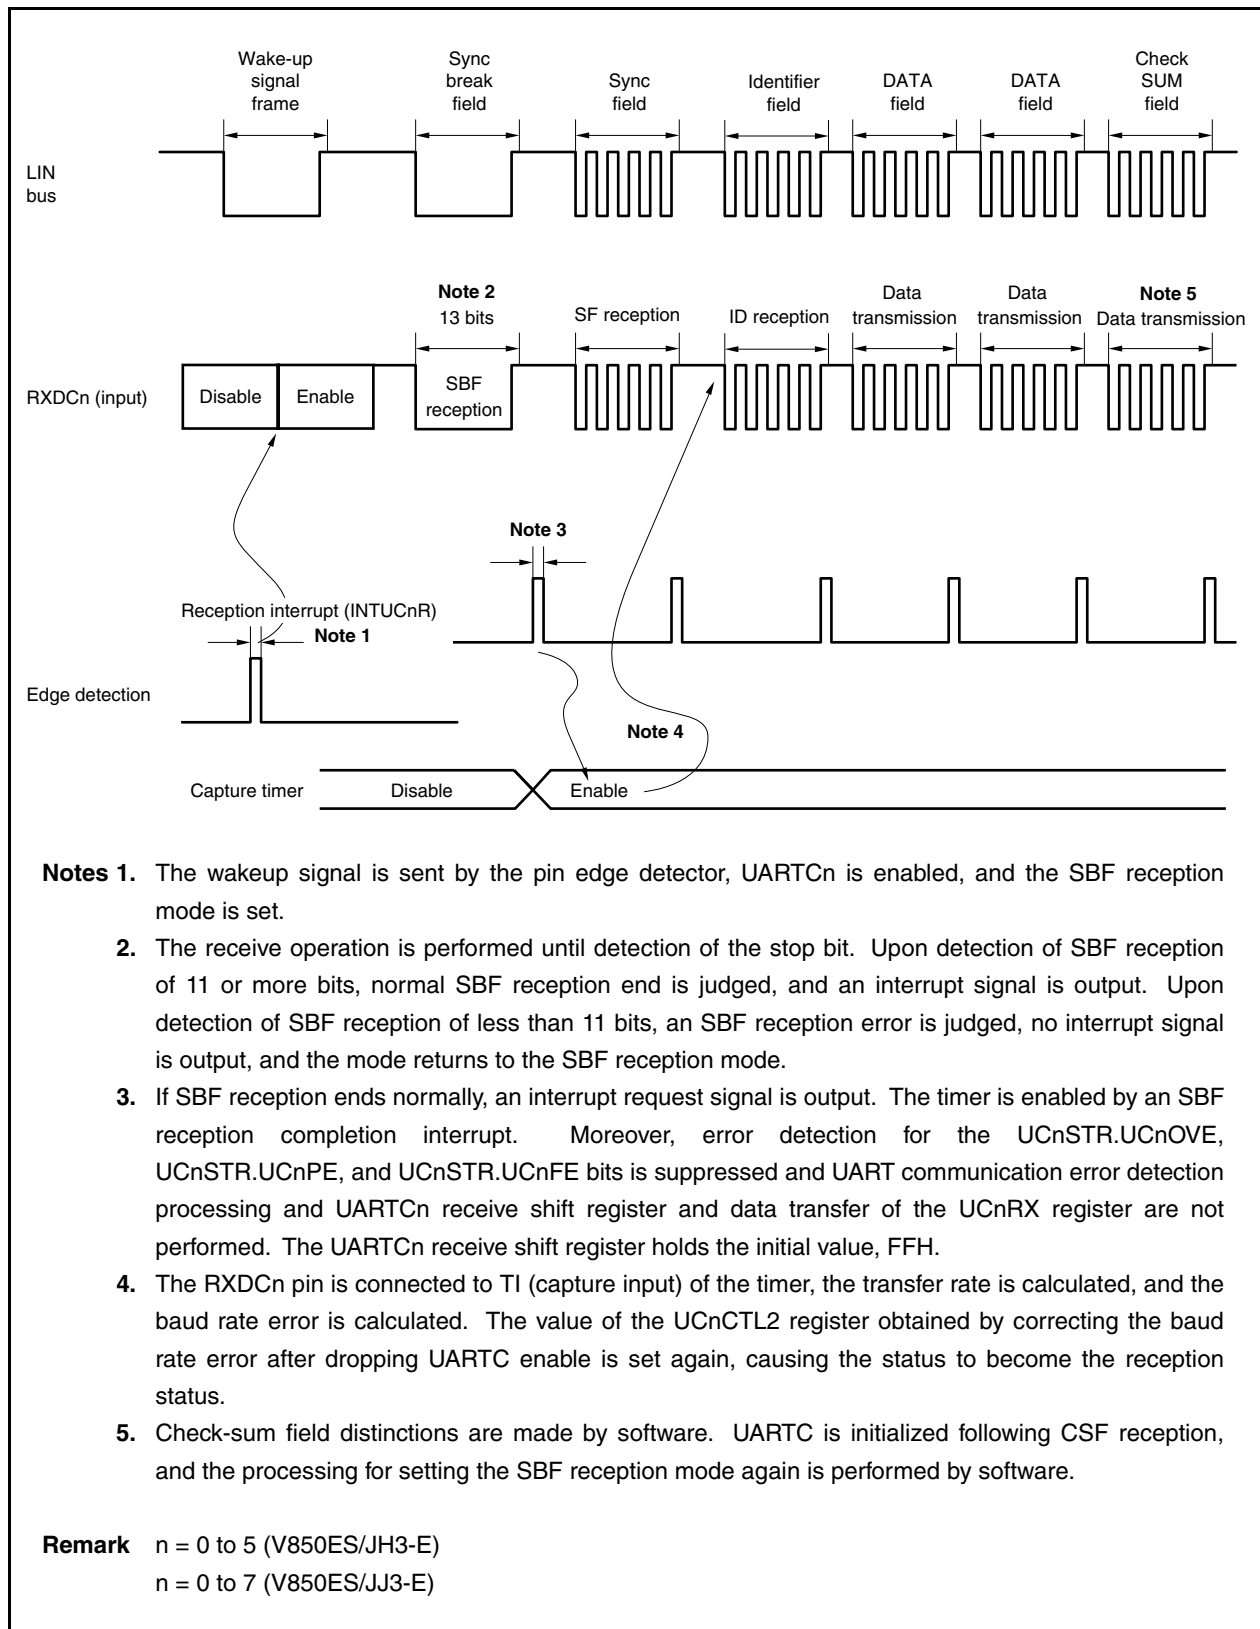 Wake-up
signal
frame
Sync
break
field
Sync
field
Identifier
field
DATA
field
DATA
field
Check
SUM
field
LIN
bus
Note 2
13 bits
SF reception
ID reception
Data
transmission
Data
transmission
Note 5
Data transmission
RXDCn (input)
Disable
Enable
SBF
reception
Note 3
Reception interrupt (INTUCnR)
Note 1
Edge detection
Note 4
Capture timer
Disable
Enable
Notes 1. The wakeup signal is sent by the pin edge detector, UARTCn is enabled, and the SBF reception
mode is set.
2. The receive operation is performed until detection of the stop bit. Upon detection of SBF reception
of 11 or more bits, normal SBF reception end is judged, and an interrupt signal is output. Upon
detection of SBF reception of less than 11 bits, an SBF reception error is judged, no interrupt signal
is output, and the mode returns to the SBF reception mode.
3. If SBF reception ends normally, an interrupt request signal is output. The timer is enabled by an SBF
reception completion interrupt. Moreover, error detection for the UCnSTR.UCnOVE,
UCnSTR.UCnPE, and UCnSTR.UCnFE bits is suppressed and UART communication error detection
processing and UARTCn receive shift register and data transfer of the UCnRX register are not
performed. The UARTCn receive shift register holds the initial value, FFH.
4. The RXDCn pin is connected to TI (capture input) of the timer, the transfer rate is calculated, and the
baud rate error is calculated. The value of the UCnCTL2 register obtained by correcting the baud
rate error after dropping UARTC enable is set again, causing the status to become the reception
status.
5. Check-sum field distinctions are made by software. UARTC is initialized following CSF reception,
and the processing for setting the SBF reception mode again is performed by software.
Remark n = 0 to 5 (V850ES/JH3-E)
n = 0 to 7 (V850ES/JJ3-E)